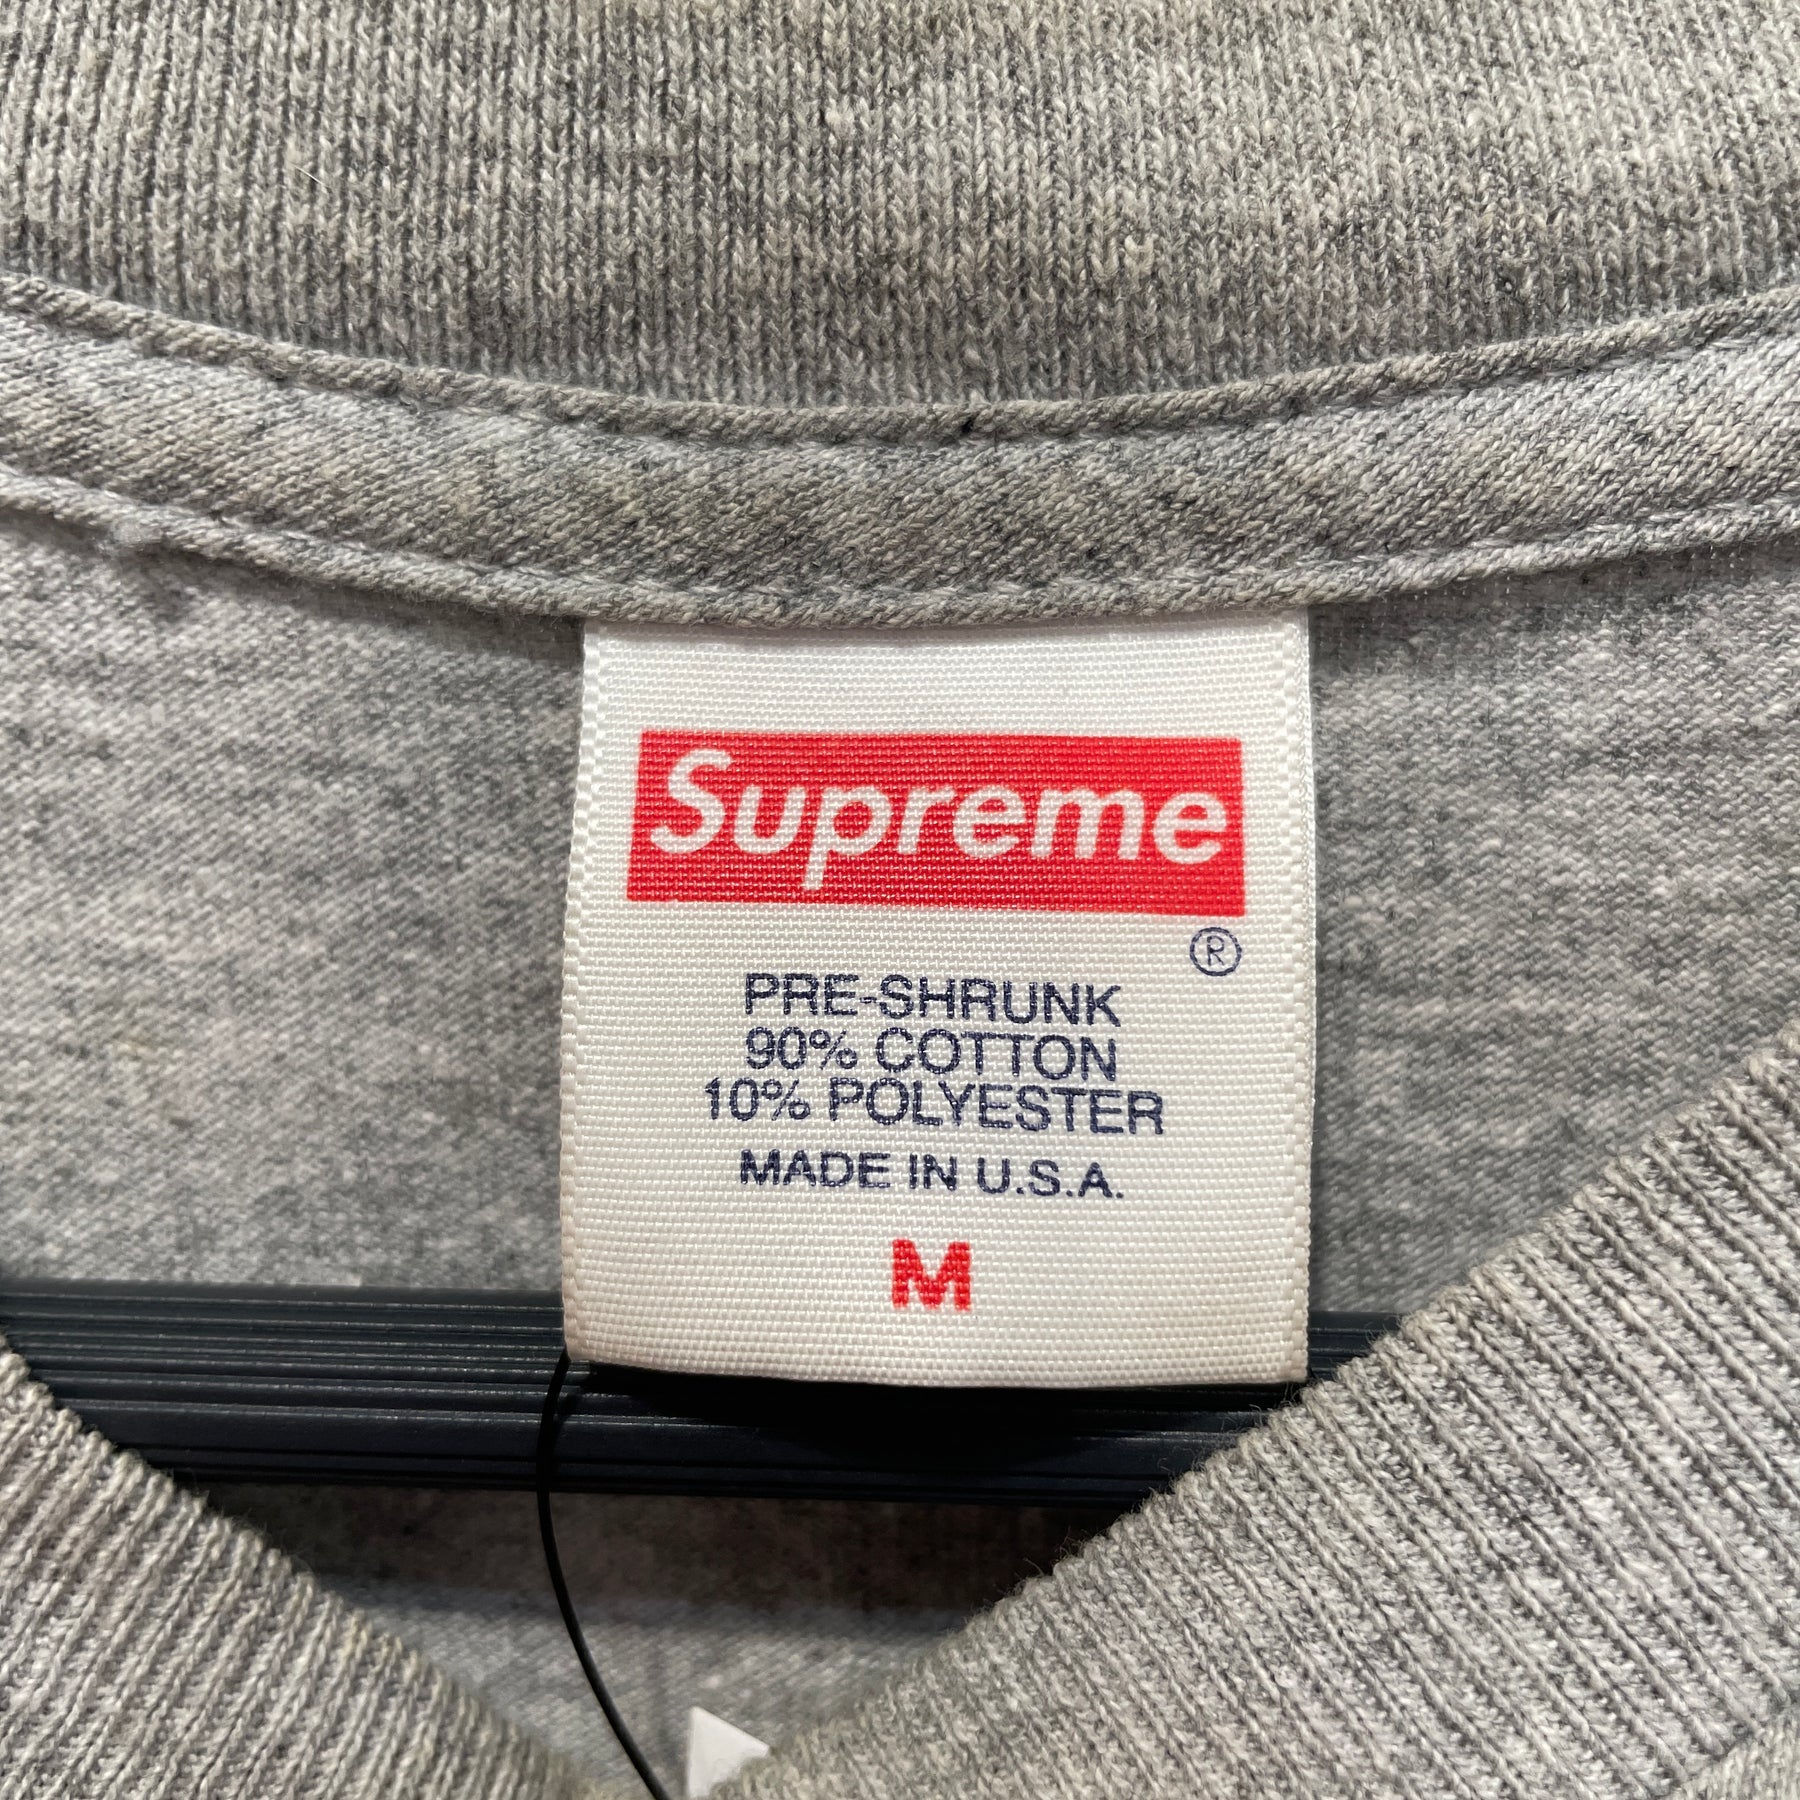 Supreme
®
PRE-SHRUNK
90% COTTON
10% POLYESTER
MADE IN U.S.A.
M